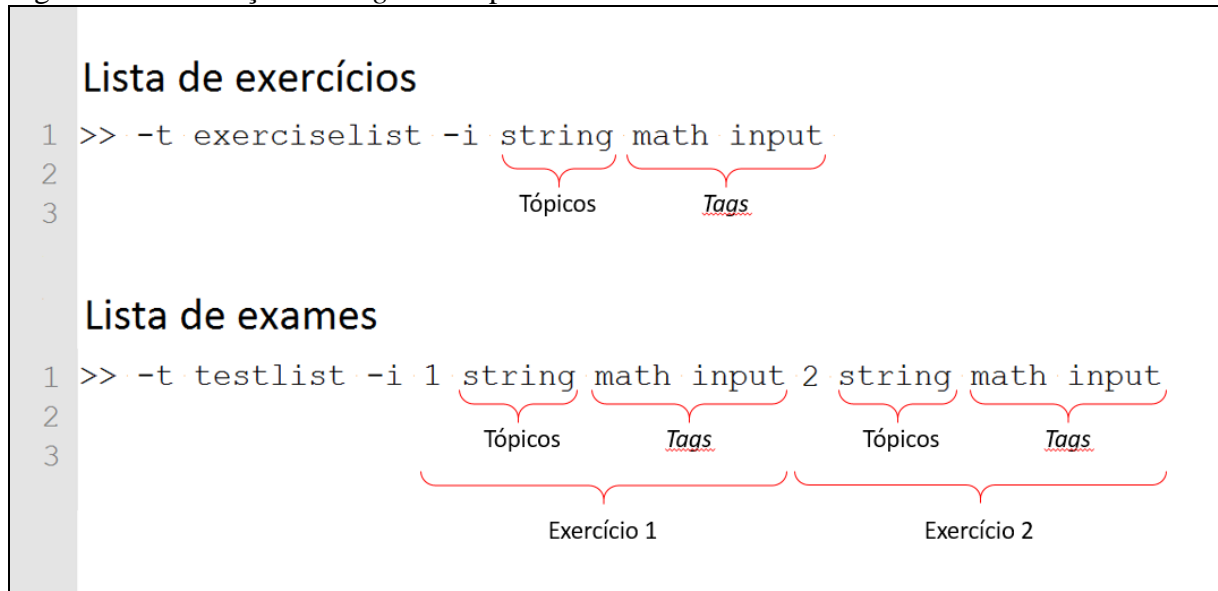 Lista de exercícios
1 >> -t exerciselist -i string math input
2
Tópicos Tags
3
Lista de exames
1 >> -t testlist -i 1 string math input 2 string math input
2
Tópicos Tags Tópicos Tags
3
Exercício 1 Exercício 2